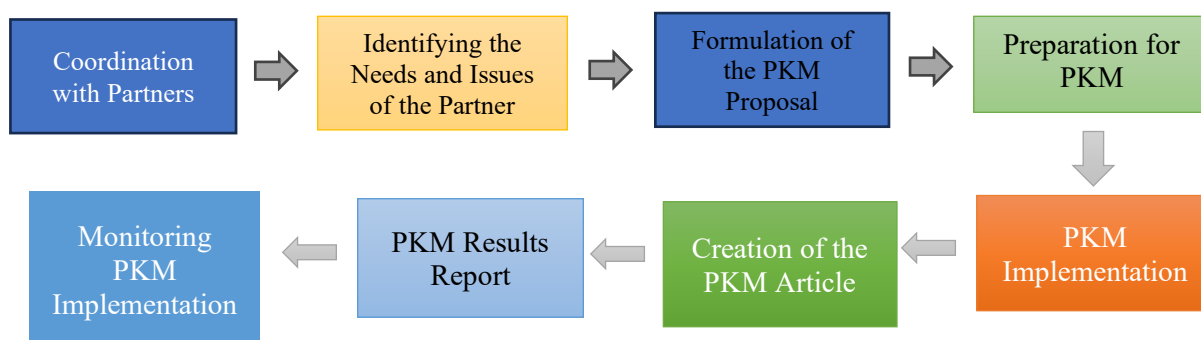 Coordination
with Partners
Identifying the
Needs and Issues
of the Partner
Formulation of
the PKM
Proposal
Preparation for
PKM
PKM
Implementation
Creation of the
PKM Article
PKM Results
Report
Monitoring
PKM
Implementation